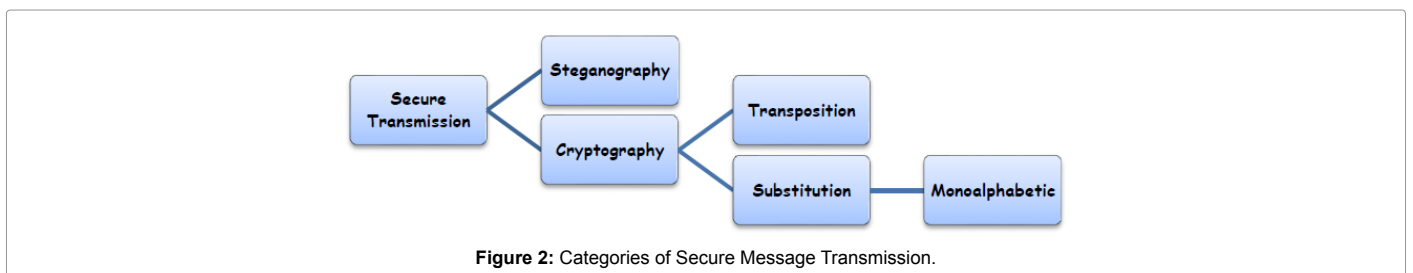 Steganography
Secure
Transmission
Transposition
Cryptography
Substitution
Monoalphabetic
Figure 2: Categories of Secure Message Transmission.